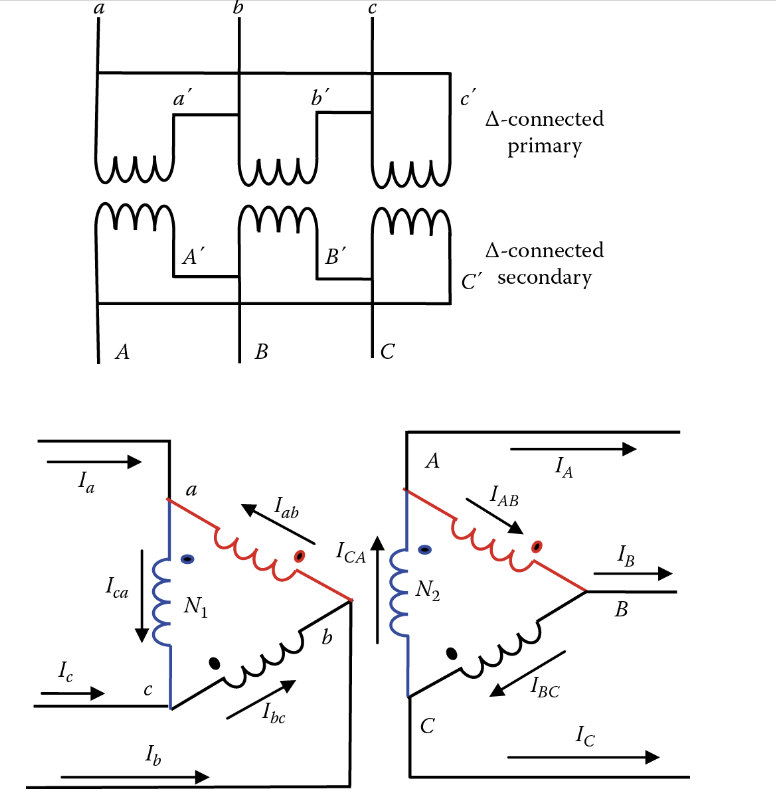 a b c
a′ b′ c′
Δ-connected
primary
A′ B′ C′
Δ-connected
secondary
A B C
I_a
a
I_ab
I_ca
N_1
b
I_c
c
I_bc
I_b
A
I_A
I_AB
I_CA
N_2
I_B
B
I_BC
C
I_C